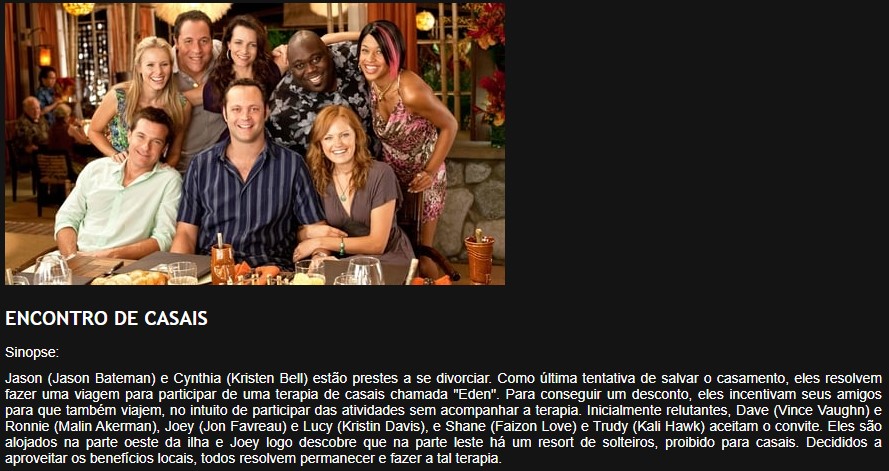 ENCONTRO DE CASAIS
Sinopse:
Jason (Jason Bateman) e Cynthia (Kristen Bell) estão prestes a se divorciar. Como última tentativa de salvar o casamento, eles resolvem
fazer uma viagem para participar de uma terapia de casais chamada "Eden". Para conseguir um desconto, eles incentivam seus amigos
para que também viajem, no intuito de participar das atividades sem acompanhar a terapia. Inicialmente relutantes, Dave (Vince Vaughn) e
Ronnie (Malin Akerman), Joey (Jon Favreau) e Lucy (Kristin Davis), e Shane (Faizon Love) e Trudy (Kali Hawk) aceitam o convite. Eles são
alojados na parte oeste da ilha e Joey logo descobre que na parte leste há um resort de solteiros, proibido para casais. Decididos a
aproveitar os benefícios locais, todos resolvem permanecer e fazer a tal terapia.